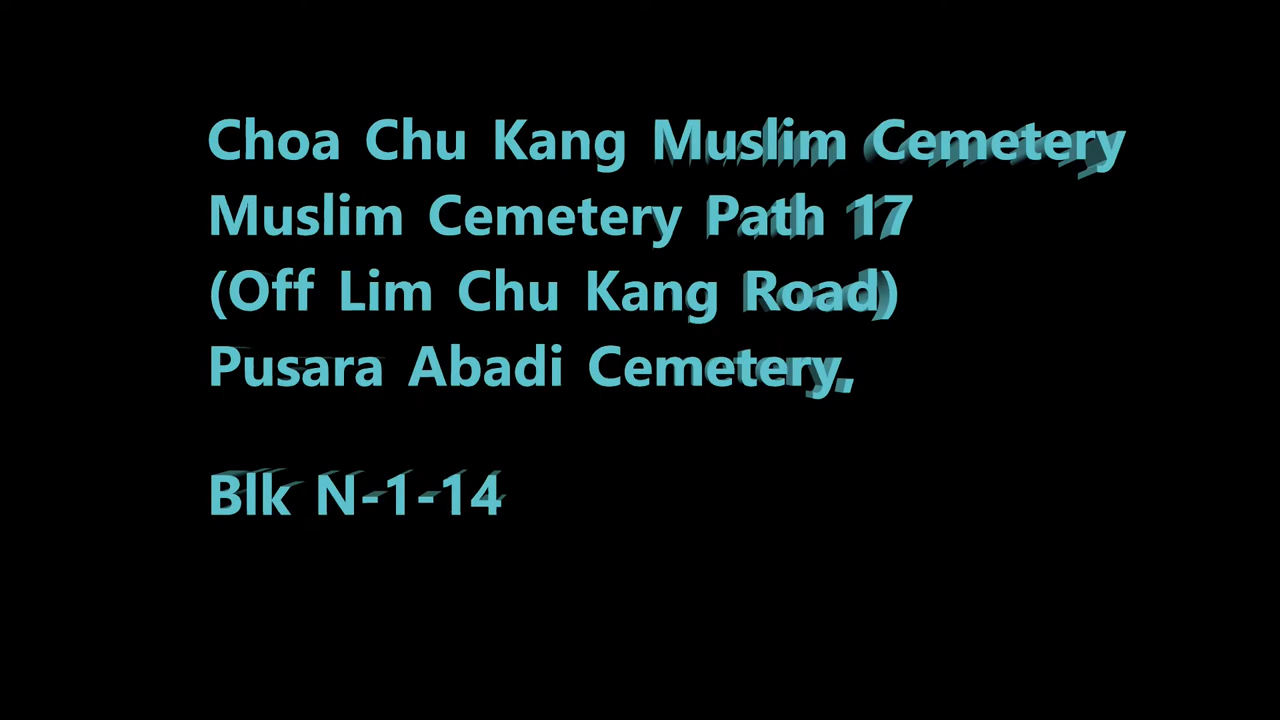 Choa Chu Kang Muslim Cemetery
Muslim Cemetery Path 17
(Off Lim Chu Kang Road)
Pusara Abadi Cemetery,
Blk N-1-14